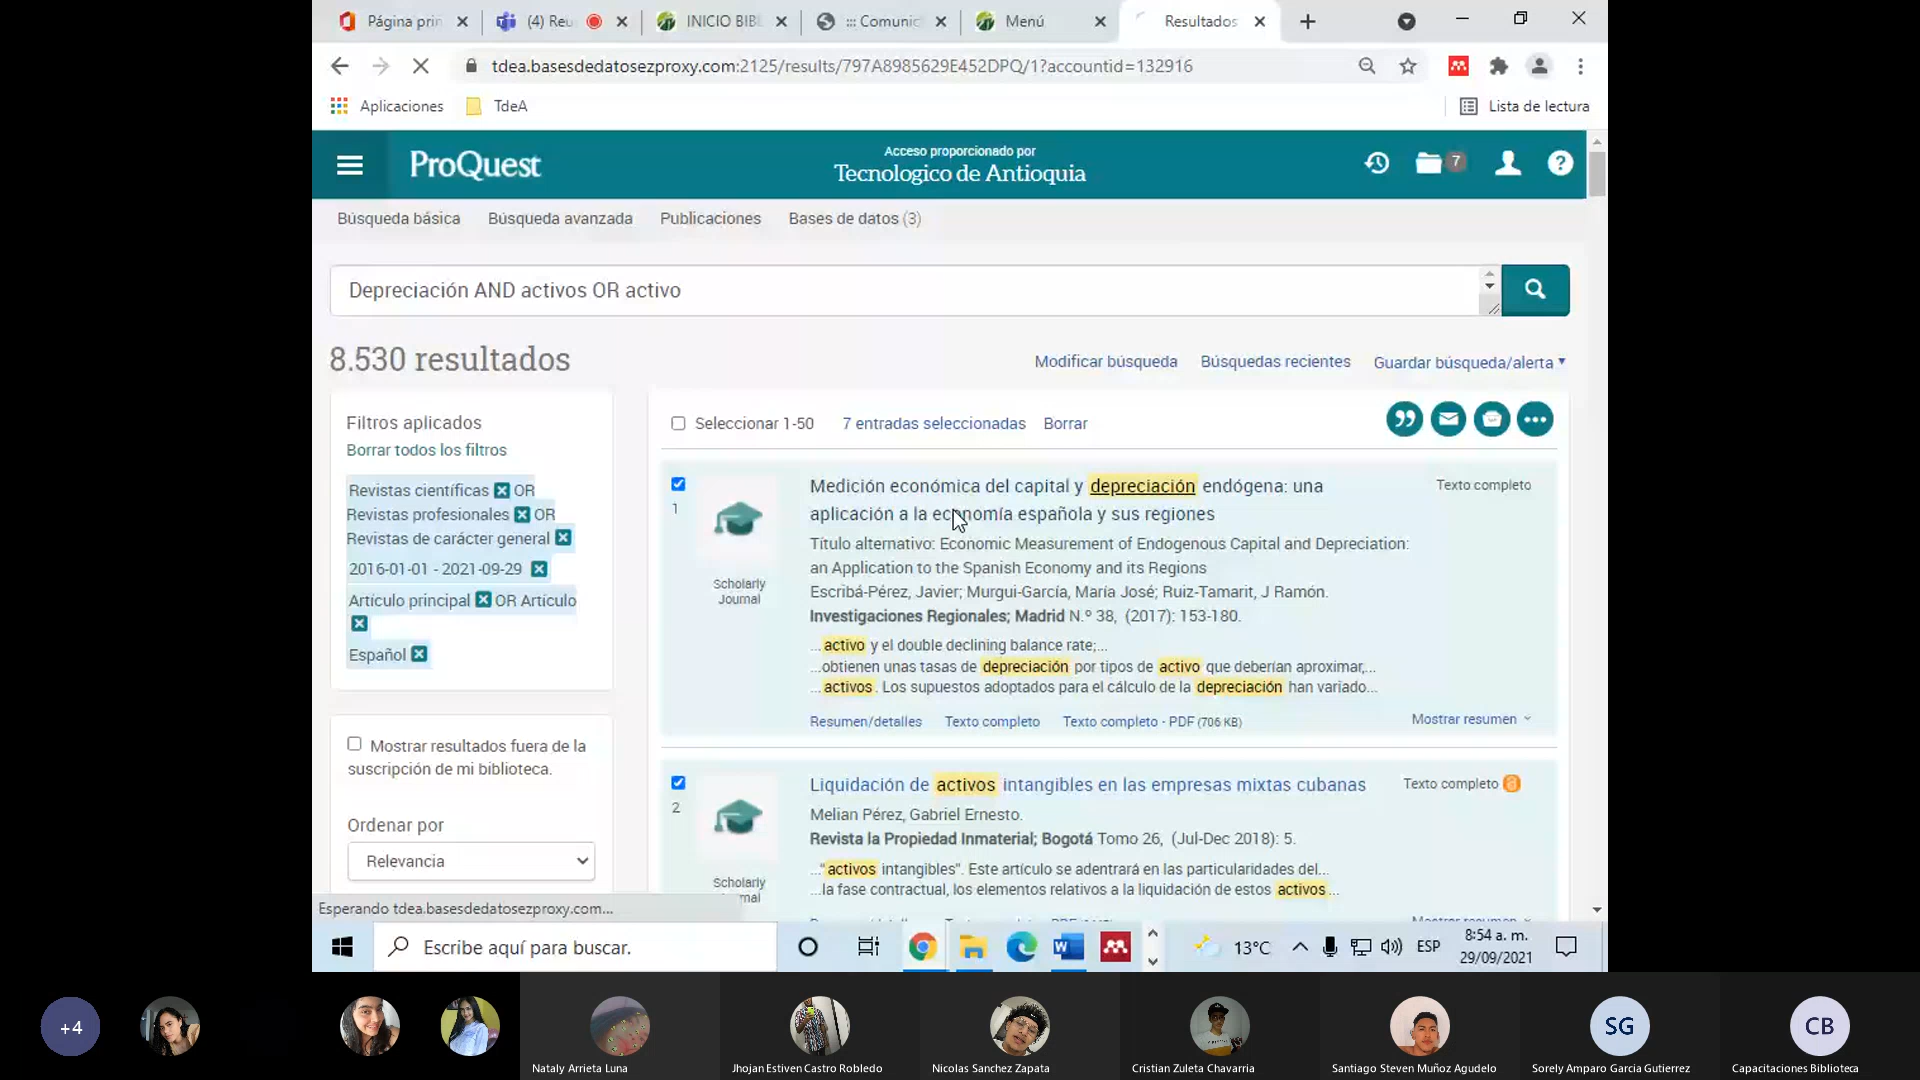 Página prin
(4) Reu
INICIO BIBL
::: Comunic
Menú
Resultados
tdea.basesdedatosezproxy.com:2125/results/797A8985629E452DPQ/1?accountid=132916
Aplicaciones
TdeA
Lista de lectura
ProQuest
Acceso proporcionado por
Tecnologico de Antioquia
7
Búsqueda básica
Búsqueda avanzada
Publicaciones
Bases de datos (3)
Depreciación AND activos OR activo
8.530 resultados
Modificar búsqueda
Búsquedas recientes
Guardar búsqueda/alerta
Filtros aplicados
Borrar todos los filtros
Revistas científicas OR
Revistas profesionales OR
Revistas de carácter general
2016-01-01 - 2021-09-29
Artículo principal OR Artículo
Español
Mostrar resultados fuera de la
suscripción de mi biblioteca.
Ordenar por
Relevancia
Seleccionar 1-50
7 entradas seleccionadas
Borrar
1
Scholarly
Journal
Medición económica del capital y depreciación endógena: una
aplicación a la economía española y sus regiones
Texto completo
Título alternativo: Economic Measurement of Endogenous Capital and Depreciation:
an Application to the Spanish Economy and its Regions
Escribá-Pérez, Javier; Murgui-García, María José; Ruiz-Tamarit, J Ramón.
Investigaciones Regionales; Madrid N.º 38, (2017): 153-180.
...activo y el double declining balance rate;...
...obtienen unas tasas de depreciación por tipos de activo que deberían aproximar,...
...activos. Los supuestos adoptados para el cálculo de la depreciación han variado...
Resumen/detalles
Texto completo
Texto completo - PDF (706 KB)
Mostrar resumen
2
Scholarly
Journal
Liquidación de activos intangibles en las empresas mixtas cubanas
Texto completo
Melian Pérez, Gabriel Ernesto.
Revista la Propiedad Inmaterial; Bogotá Tomo 26, (Jul-Dec 2018): 5.
..."activos intangibles". Este artículo se adentrará en las particularidades del...
...la fase contractual, los elementos relativos a la liquidación de estos activos...
Mostrar resumen
Esperando tdea.basesdedatosezproxy.com...
Escribe aquí para buscar.
13°C
ESP
8:54 a. m.
29/09/2021
+4
Nataly Arrieta Luna
Jhojan Estiven Castro Robledo
Nicolas Sanchez Zapata
Cristian Zuleta Chavarria
Santiago Steven Muñoz Agudelo
SG
Sorely Amparo Garcia Gutierrez
CB
Capacitaciones Biblioteca